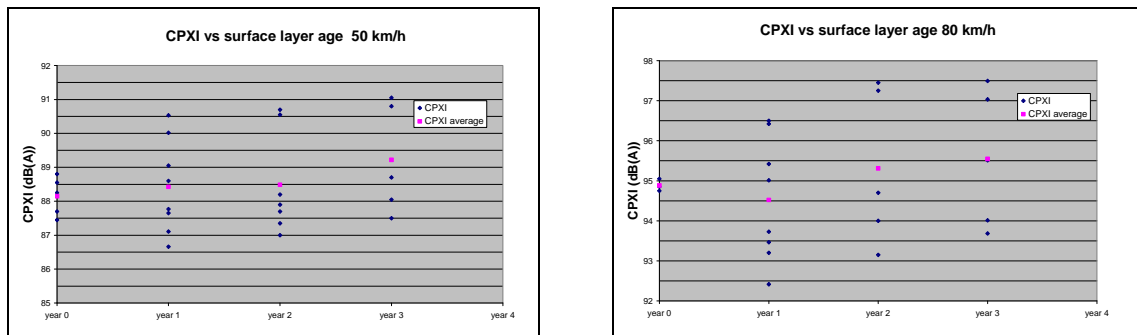 CPXI vs surface layer age 50 km/h
92
91
90
89
88
87
86
85
CPXI (dB(A))
year 0 year 1 year 2 year 3 year 4
CPXI
CPXI average
CPXI vs surface layer age 80 km/h
98
97
96
95
94
93
92
CPXI (dB(A))
year 0 year 1 year 2 year 3 year 4
CPXI
CPXI average